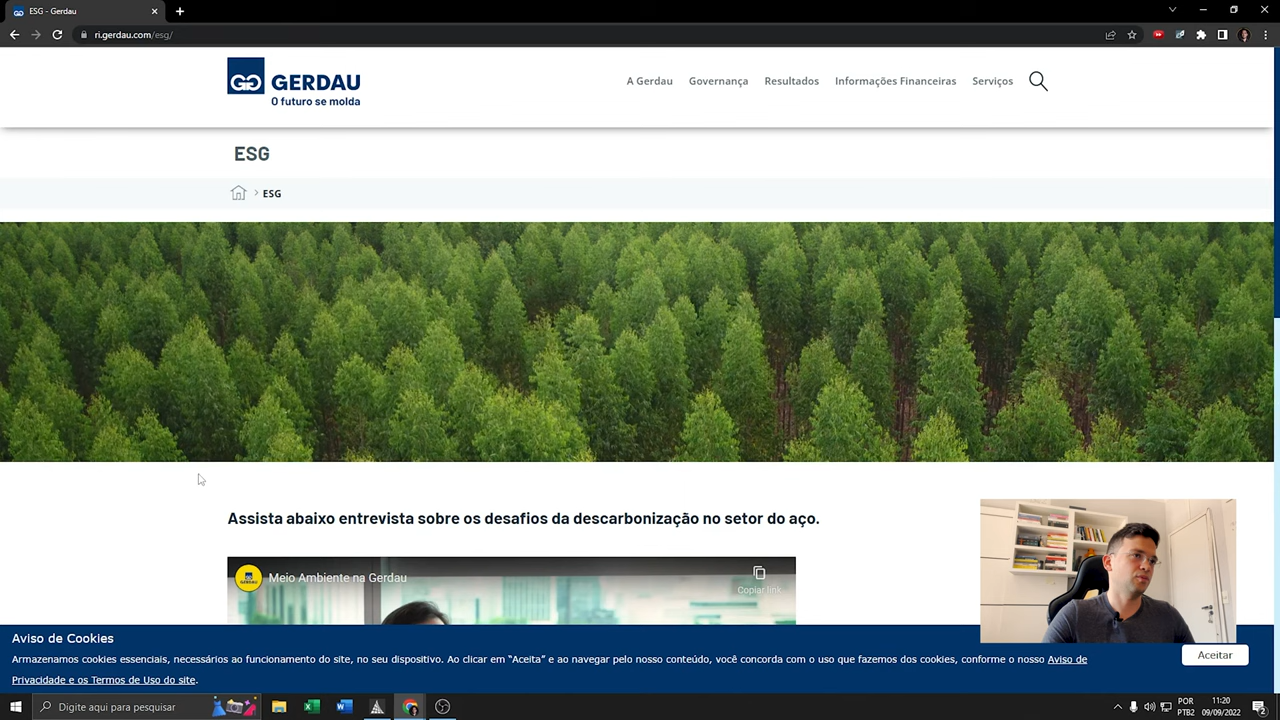 ESG - Gerdau
ri.gerdau.com/esg/
GERDAU
O futuro se molda
A Gerdau
Governança
Resultados
Informações Financeiras
Serviços
ESG
ESG
Assista abaixo entrevista sobre os desafios da descarbonização no setor do aço.
GERDAU
Meio Ambiente na Gerdau
Copiar link
Aviso de Cookies
Armazenamos cookies essenciais, necessários ao funcionamento do site, no seu dispositivo. Ao clicar em “Aceita” e ao navegar pelo nosso conteúdo, você concorda com o uso que fazemos dos cookies, conforme o nosso Aviso de
Privacidade e os Termos de Uso do site.
Aceitar
Digite aqui para pesquisar
POR
PTB2
11:20
09/09/2022
2